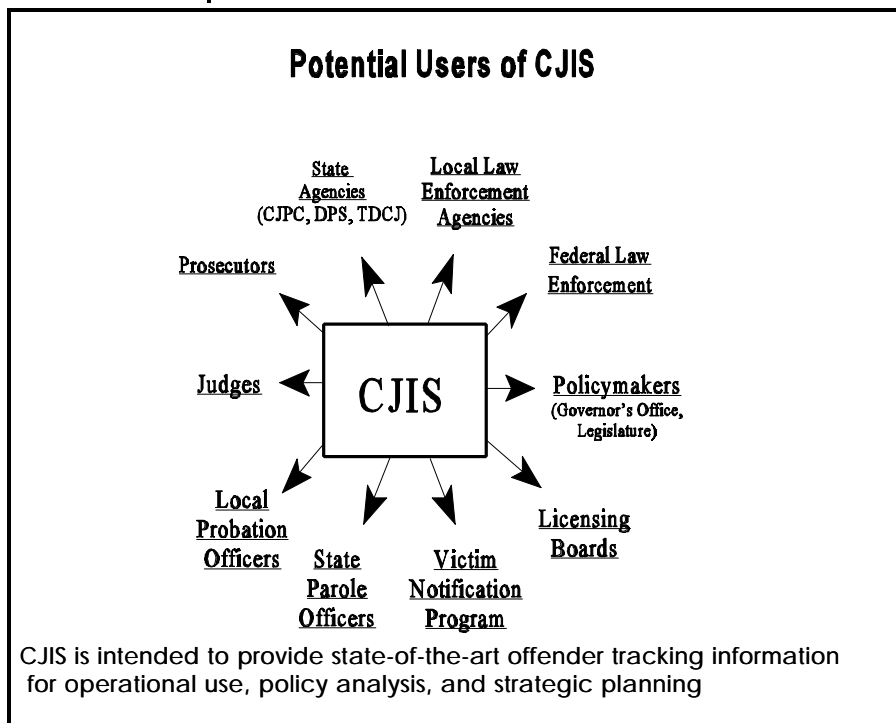 Potential Users of CJIS
State
Agencies
(CJPC, DPS, TDCJ)
Local Law
Enforcement
Agencies
Prosecutors
Federal Law
Enforcement
Judges
CJIS
Policymakers
(Governor's Office,
Legislature)
Local
Probation
Officers
State
Parole
Officers
Victim
Notification
Program
Licensing
Boards
CJIS is intended to provide state-of-the-art offender tracking information
for operational use, policy analysis, and strategic planning